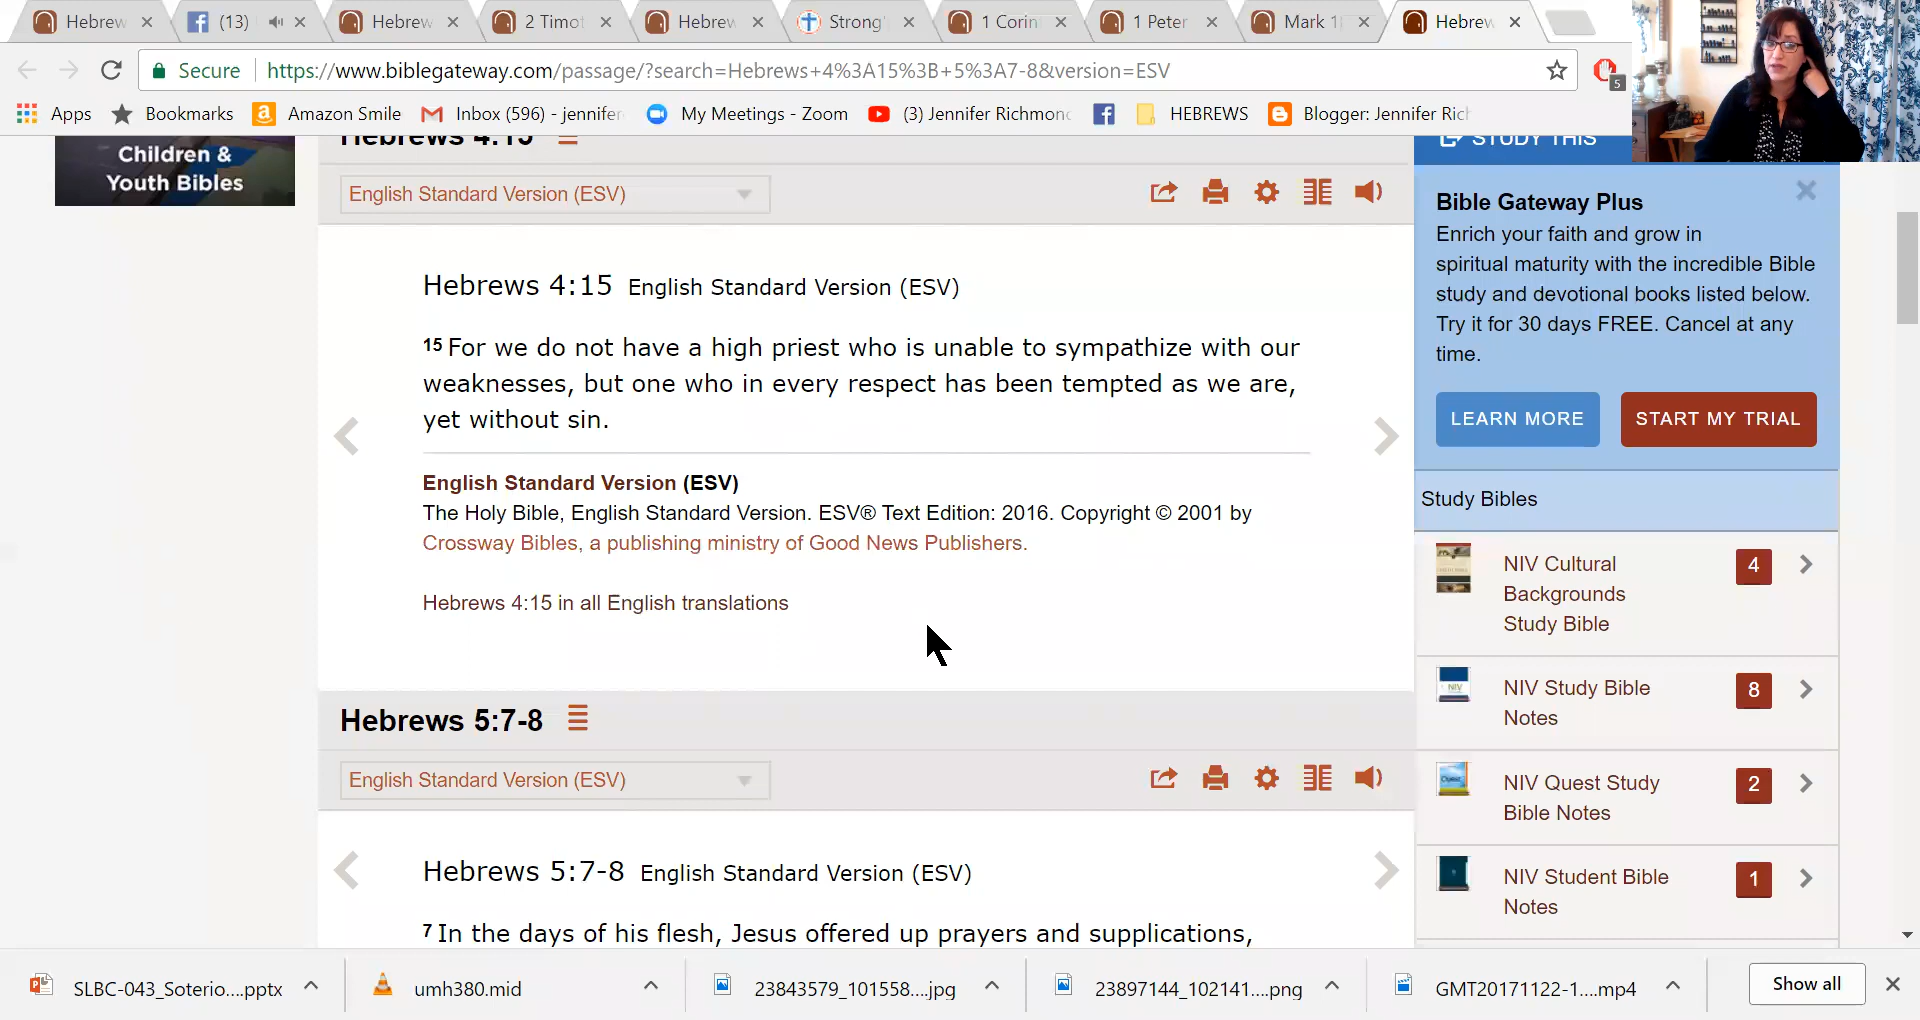 Hebrew
(13)
Hebrew
2 Timot
Hebrew
Strong'
1 Corin
1 Peter
Mark 1
Hebrew
Secure
https://www.biblegateway.com/passage/?search=Hebrews+4%3A15%3B+5%3A7-8&version=ESV
5
Apps
Bookmarks
Amazon Smile
Inbox (596) - jennifer
My Meetings - Zoom
(3) Jennifer Richmond
HEBREWS
Blogger: Jennifer Rich
Children &
Youth Bibles
Hebrews 4:15
STUDY THIS
English Standard Version (ESV)
Hebrews 4:15 English Standard Version (ESV)
15 For we do not have a high priest who is unable to sympathize with our
weaknesses, but one who in every respect has been tempted as we are,
yet without sin.
English Standard Version (ESV)
The Holy Bible, English Standard Version. ESV® Text Edition: 2016. Copyright © 2001 by
Crossway Bibles, a publishing ministry of Good News Publishers.
Hebrews 4:15 in all English translations
Hebrews 5:7-8
English Standard Version (ESV)
Hebrews 5:7-8 English Standard Version (ESV)
7 In the days of his flesh, Jesus offered up prayers and supplications,
Bible Gateway Plus
Enrich your faith and grow in
spiritual maturity with the incredible Bible
study and devotional books listed below.
Try it for 30 days FREE. Cancel at any
time.
LEARN MORE
START MY TRIAL
Study Bibles
NIV Cultural
Backgrounds
Study Bible
4
NIV Study Bible
Notes
8
NIV Quest Study
Bible Notes
2
NIV Student Bible
Notes
1
SLBC-043_Soterio....pptx
umh380.mid
23843579_101558....jpg
23897144_102141....png
GMT20171122-1....mp4
Show all